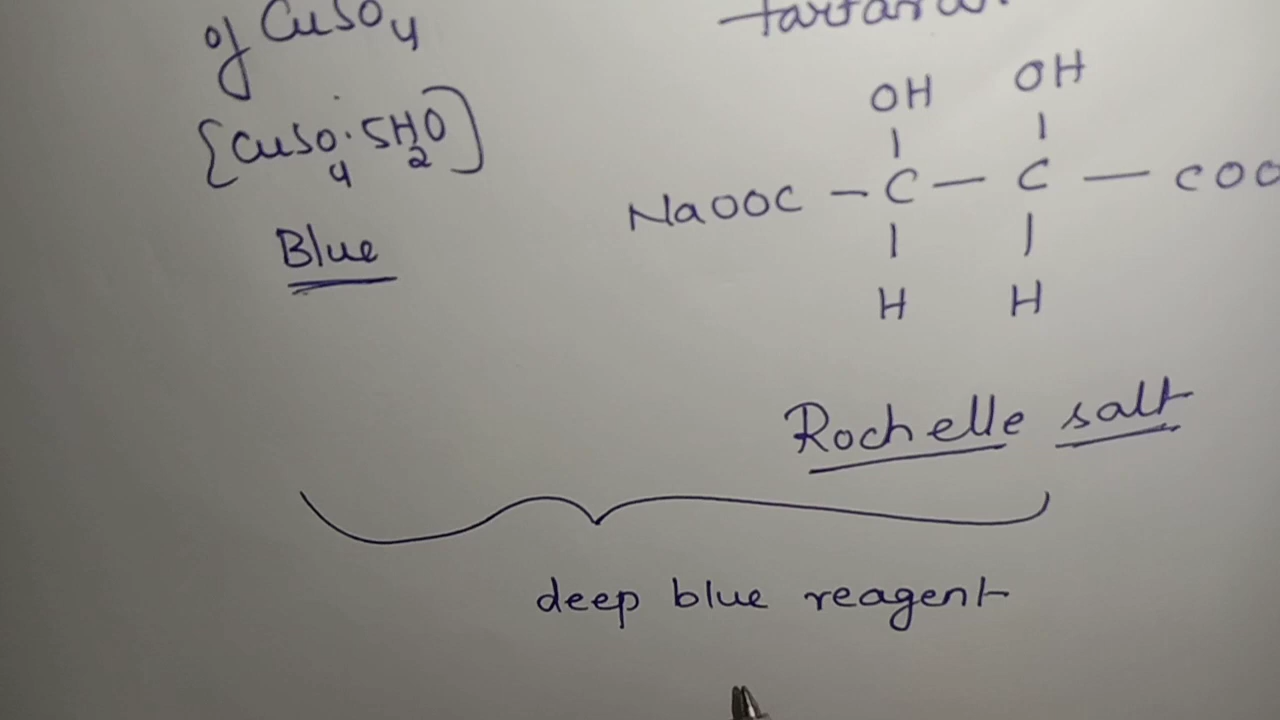 of CuSO4
[CuSO4·5H2O]
Blue
OH OH
NaOOC — C — C — COO
H H
Rochelle salt
deep blue reagent